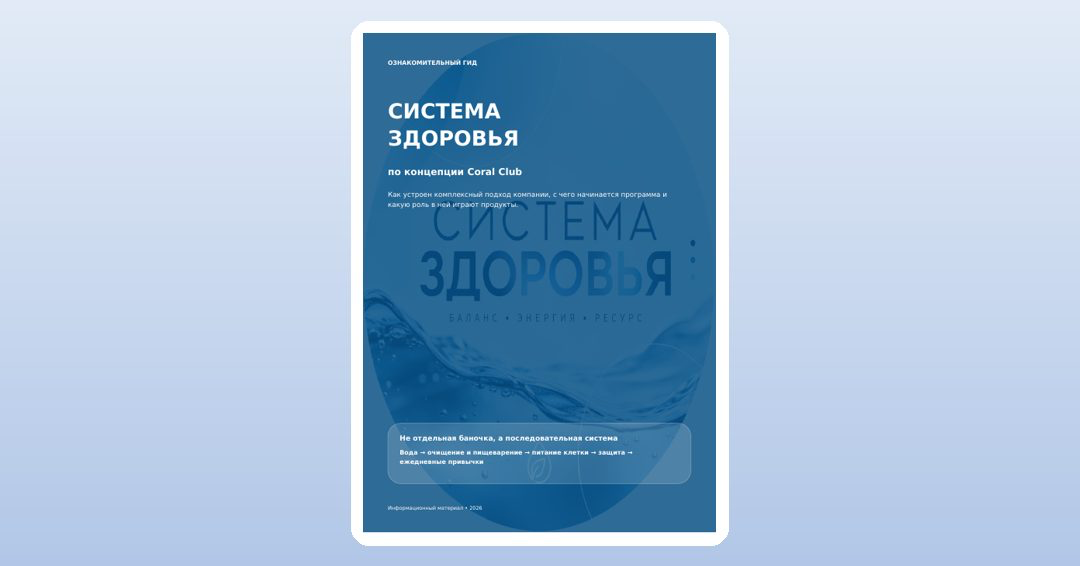 ОЗНАКОМИТЕЛЬНЫЙ ГИД
СИСТЕМА
ЗДОРОВЬЯ
по концепции Coral Club
Как устроен комплексный подход компании, с чего начинается программа и
какую роль в ней играют продукты.
СИСТЕМА
ЗДОРОВЬЯ
БАЛАНС • ЭНЕРГИЯ • РЕСУРС
Не отдельная баночка, а последовательная система
Вода → очищение и пищеварение → питание клетки → защита →
ежедневные привычки
Информационный материал • 2026